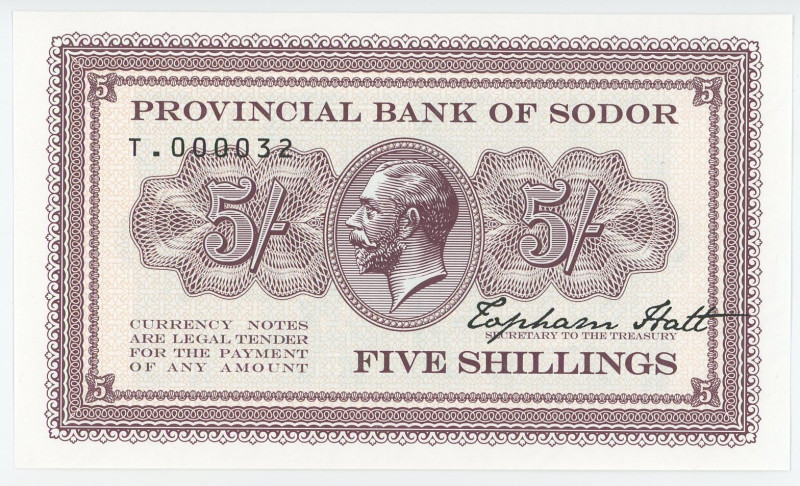 5 5
PROVINCIAL BANK OF SODOR
T.000032
5/- 5/-
Topham Hatt
CURRENCY NOTES
ARE LEGAL TENDER
FOR THE PAYMENT
OF ANY AMOUNT
SECRETARY TO THE TREASURY
FIVE SHILLINGS
5 5